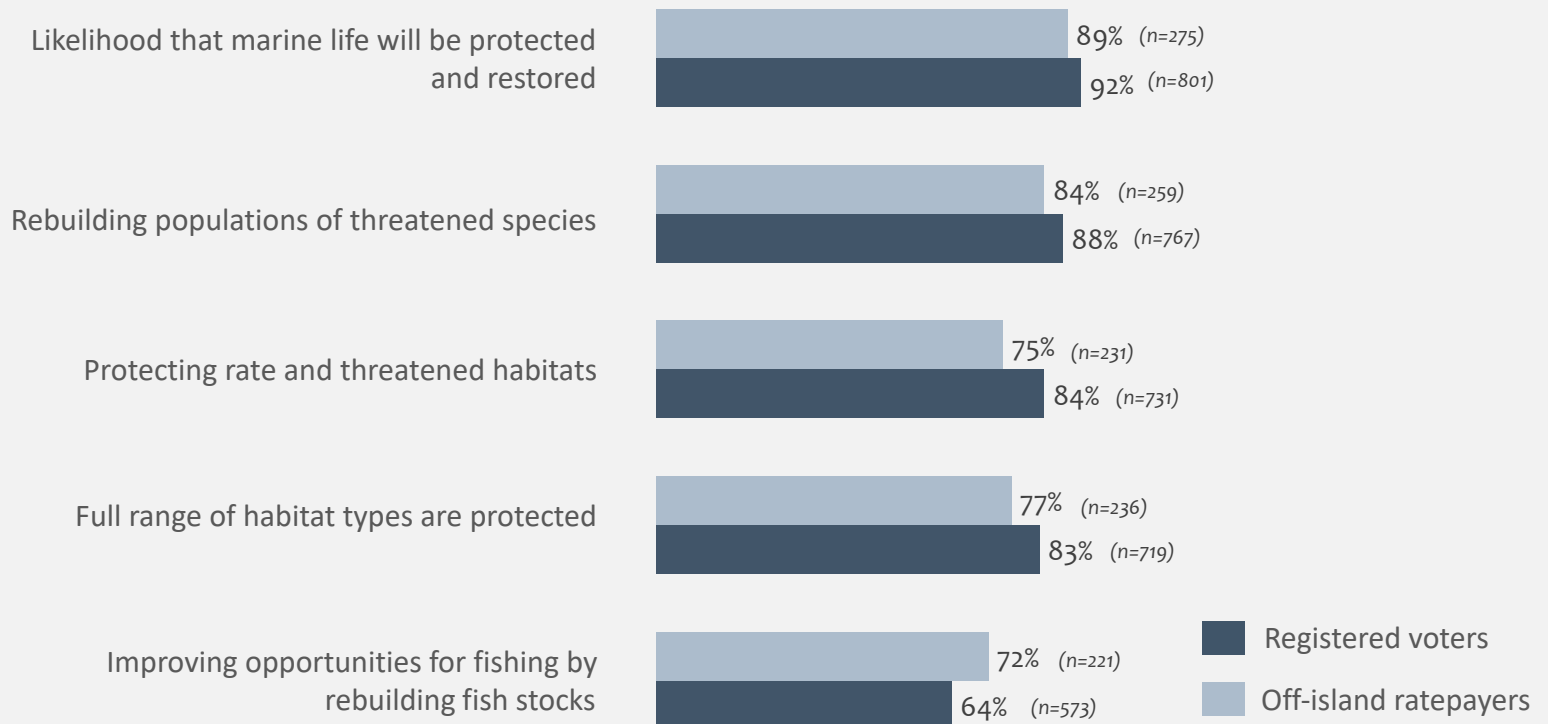 Likelihood that marine life will be protected
and restored
89% (n=275)
92% (n=801)
Rebuilding populations of threatened species
84% (n=259)
88% (n=767)
Protecting rate and threatened habitats
75% (n=231)
84% (n=731)
Full range of habitat types are protected
77% (n=236)
83% (n=719)
Improving opportunities for fishing by
rebuilding fish stocks
72% (n=221)
64% (n=573)
Registered voters
Off-island ratepayers